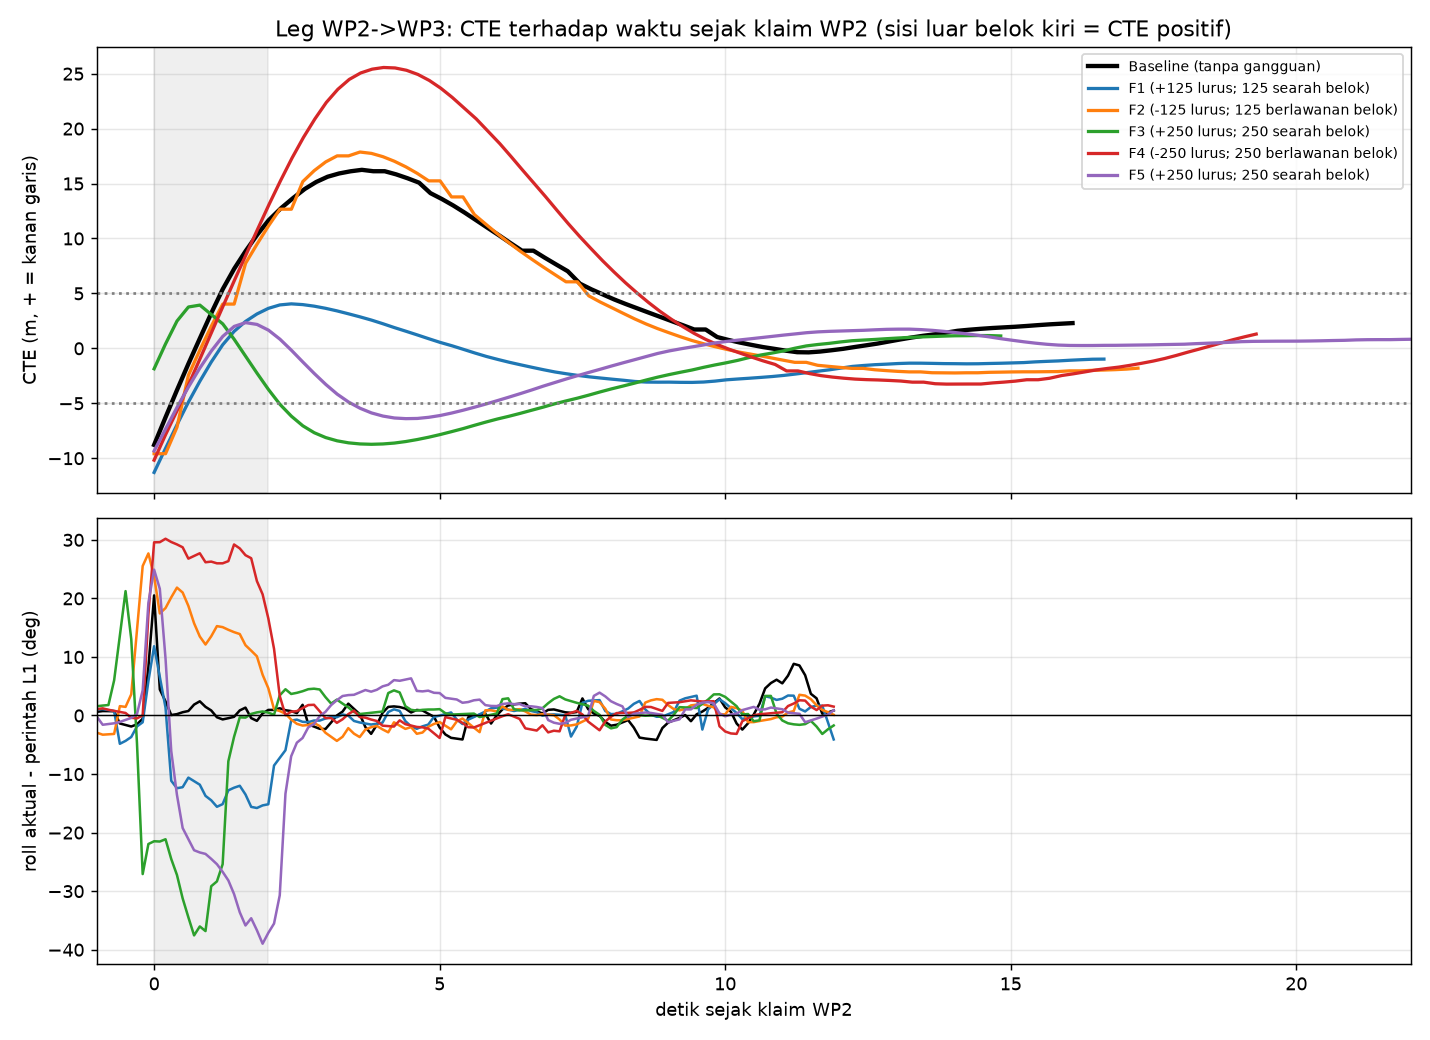 Leg WP2->WP3: CTE terhadap waktu sejak klaim WP2 (sisi luar belok kiri = CTE positif)
CTE (m, + = kanan garis)
25
20
15
10
5
0
−5
−10
Baseline (tanpa gangguan)
F1 (+125 lurus; 125 searah belok)
F2 (-125 lurus; 125 berlawanan belok)
F3 (+250 lurus; 250 searah belok)
F4 (-250 lurus; 250 berlawanan belok)
F5 (+250 lurus; 250 searah belok)
roll aktual - perintah L1 (deg)
30
20
10
0
−10
−20
−30
−40
0 5 10 15 20
detik sejak klaim WP2